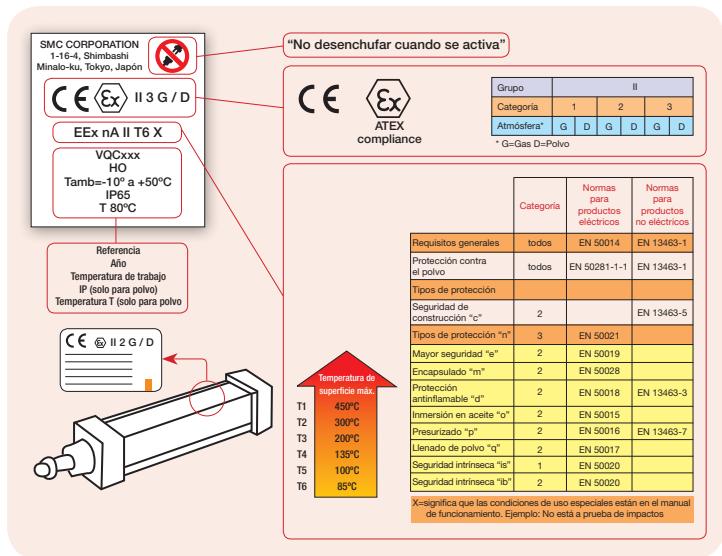 SMC CORPORATION
1-16-4, Shimbashi
Minalo-ku, Tokyo, Japón
CE Ex II 3 G / D
EEx nA II T6 X
VQCxxx
HO
Tamb=-10º a +50ºC
IP65
T 80ºC
Referencia
Año
Temperatura de trabajo
IP (solo para polvo)
Temperatura T (solo para polvo
CE Ex II 2 G / D
"No desenchufar cuando se activa"
CE Ex
ATEX
compliance
Grupo II
Categoría 1 2 3
Atmósfera* G D G D G D
* G=Gas D=Polvo
Temperatura de
superficie máx.
T1 450ºC
T2 300ºC
T3 200ºC
T4 135ºC
T5 100ºC
T6 85ºC
Categoría
Normas
para
productos
eléctricos
Normas
para
productos
no eléctricos
Requisitos generales todos EN 50014 EN 13463-1
Protección contra
el polvo todos EN 50281-1-1 EN 13463-1
Tipos de protección
Seguridad de
construcción "c" 2 EN 13463-5
Tipos de protección "n" 3 EN 50021
Mayor seguridad "e" 2 EN 50019
Encapsulado "m" 2 EN 50028
Protección
antinflamable "d" 2 EN 50018 EN 13463-3
Inmersión en aceite "o" 2 EN 50015
Presurizado "p" 2 EN 50016 EN 13463-7
Llenado de polvo "q" 2 EN 50017
Seguridad intrínseca "is" 1 EN 50020
Seguridad intrínseca "ib" 2 EN 50020
X=significa que las condiciones de uso especiales están en el manual
de funcionamiento. Ejemplo: No está a prueba de impactos